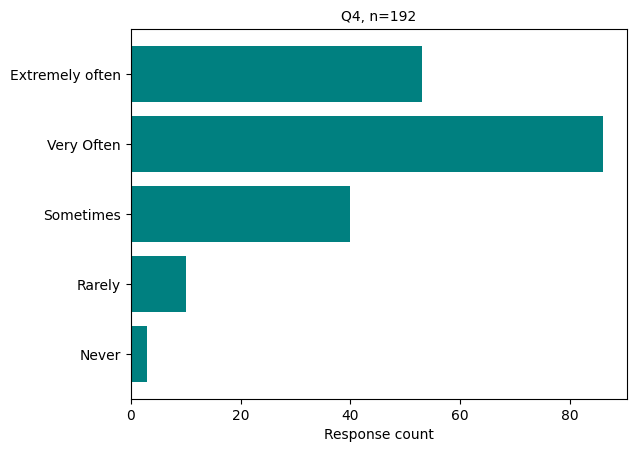 Q4, n=192
Extremely often
Very Often
Sometimes
Rarely
Never
0 20 40 60 80
Response count